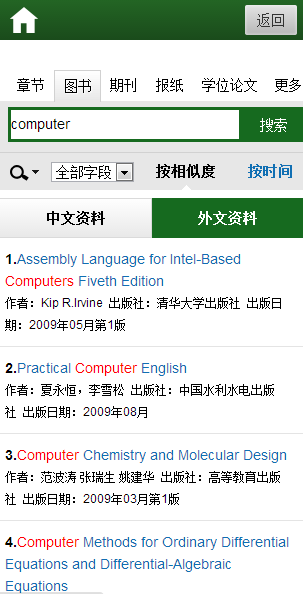 返回
章节 图书 期刊 报纸 学位论文 更多
computer 搜索
全部字段 按相似度 按时间
中文资料 外文资料
1.Assembly Language for Intel-Based
Computers Fiveth Edition
作者：Kip R.Irvine 出版社：清华大学出版社 出版日
期：2009年05月第1版
2.Practical Computer English
作者：夏永恒，李雪松 出版社：中国水利水电出版
社 出版日期：2009年08月
3.Computer Chemistry and Molecular Design
作者：范波涛 张瑞生 姚建华 出版社：高等教育出版
社 出版日期：2009年03月第1版
4.Computer Methods for Ordinary Differential
Equations and Differential-Algebraic
Equations